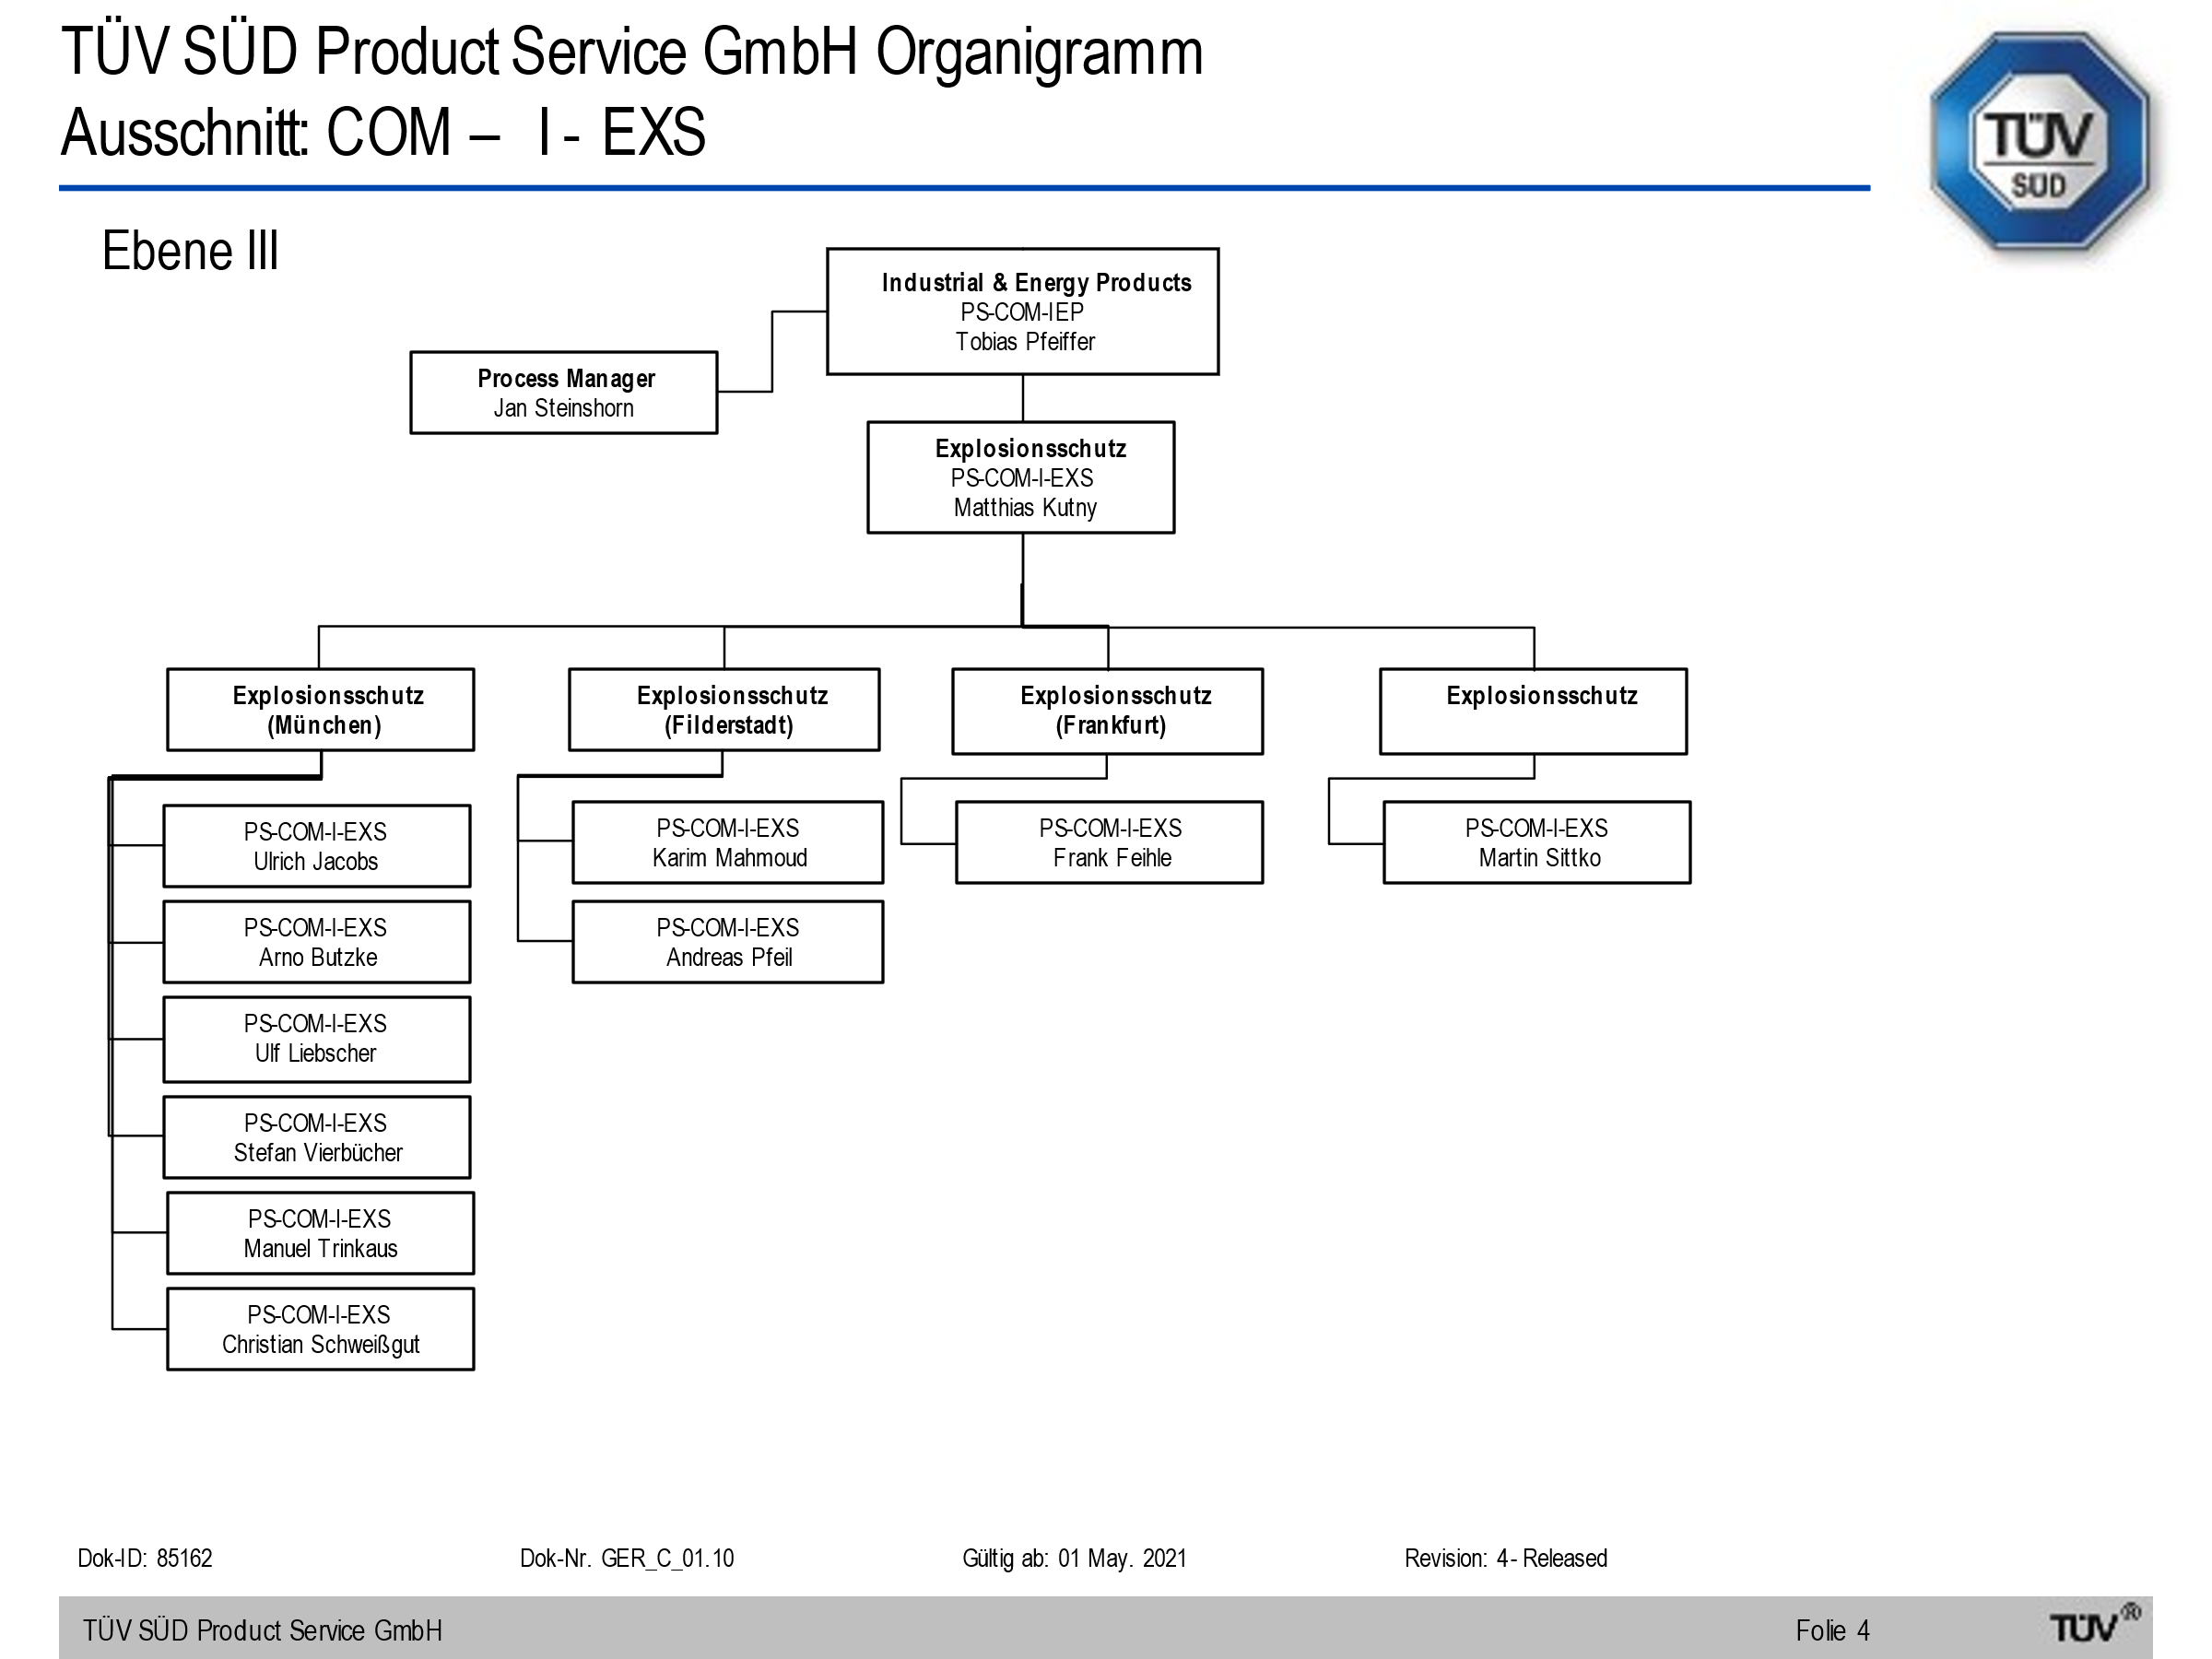 TÜV SÜD Product Service GmbH Organigramm
Ausschnitt: COM – I - EXS
TÜV
SÜD
Ebene III
Industrial & Energy Products
PS-COM-IEP
Tobias Pfeiffer
Process Manager
Jan Steinshorn
Explosionsschutz
PS-COM-I-EXS
Matthias Kutny
Explosionsschutz
(München)
Explosionsschutz
(Filderstadt)
Explosionsschutz
(Frankfurt)
Explosionsschutz
PS-COM-I-EXS
Ulrich Jacobs
PS-COM-I-EXS
Karim Mahmoud
PS-COM-I-EXS
Frank Feihle
PS-COM-I-EXS
Martin Sittko
PS-COM-I-EXS
Arno Butzke
PS-COM-I-EXS
Andreas Pfeil
PS-COM-I-EXS
Ulf Liebscher
PS-COM-I-EXS
Stefan Vierbücher
PS-COM-I-EXS
Manuel Trinkaus
PS-COM-I-EXS
Christian Schweißgut
Dok-ID: 85162
Dok-Nr. GER_C_01.10
Gültig ab: 01 May. 2021
Revision: 4- Released
TÜV SÜD Product Service GmbH
Folie 4
TÜV®